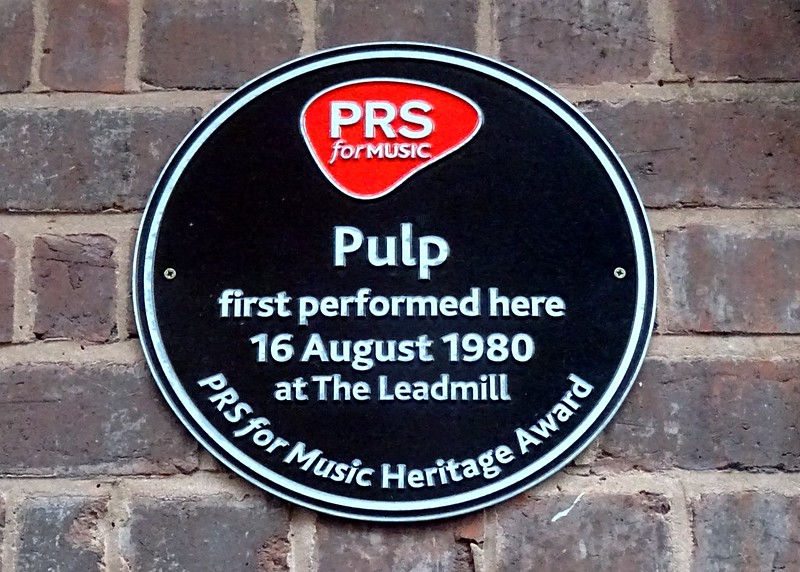 PRS
for MUSIC
Pulp
first performed here
16 August 1980
at The Leadmill
PRS for Music Heritage Award